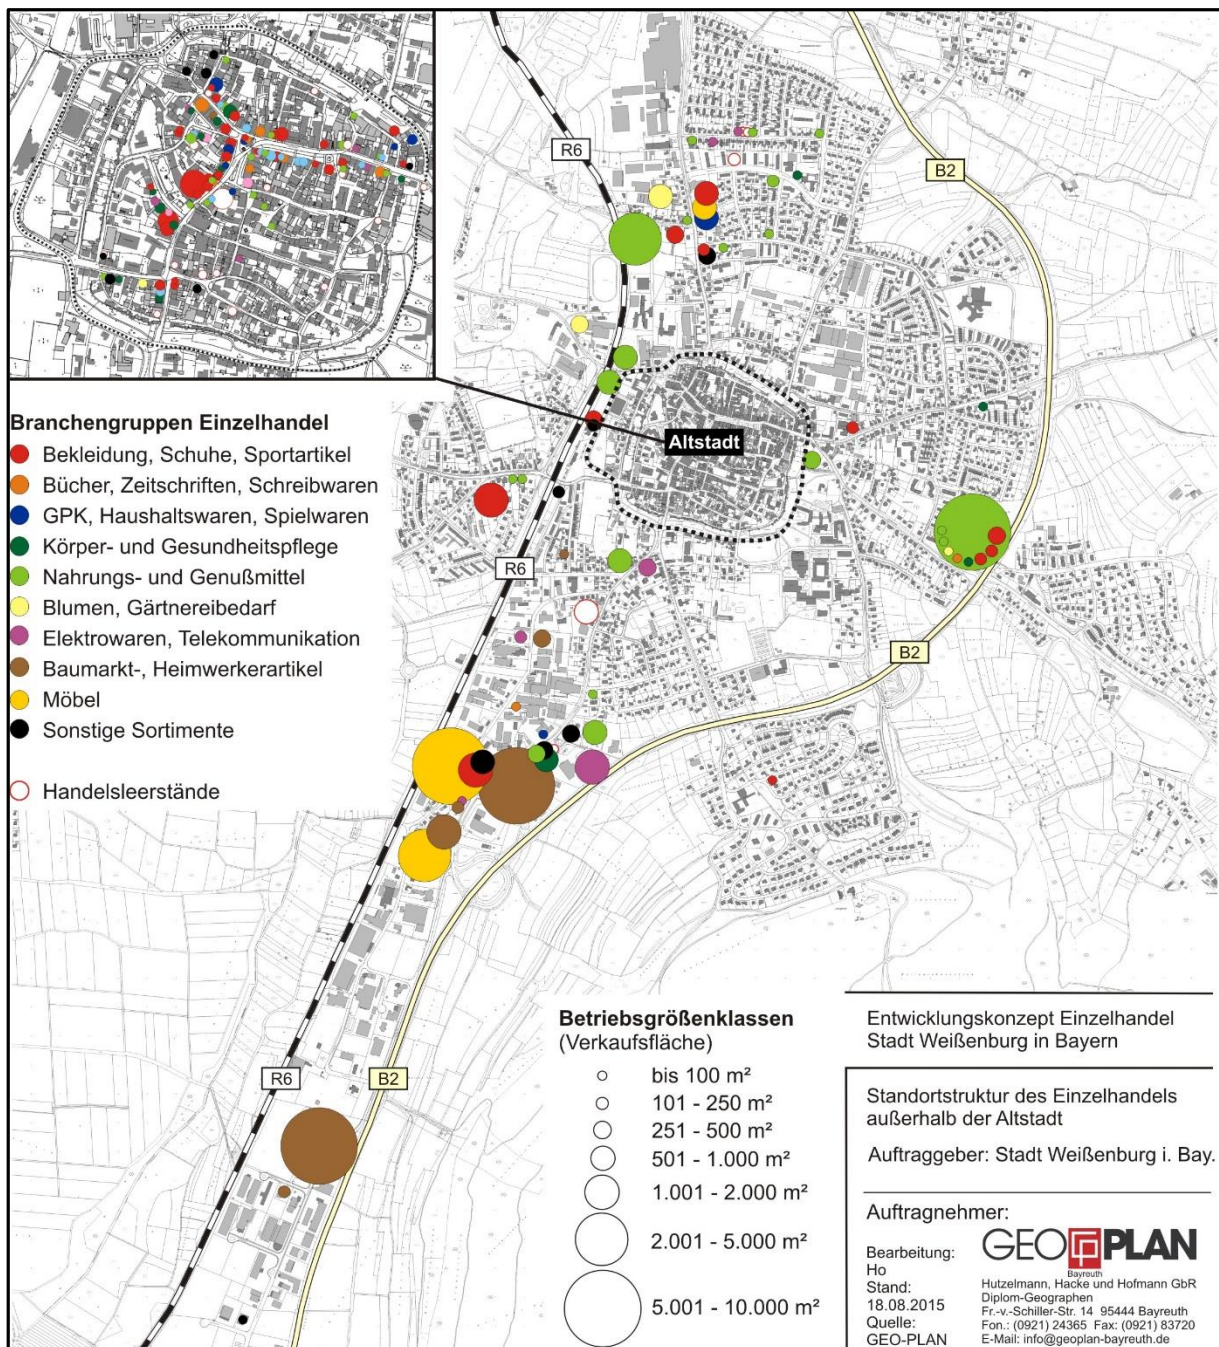 R6
B2
Altstadt
Branchengruppen Einzelhandel
Bekleidung, Schuhe, Sportartikel
Bücher, Zeitschriften, Schreibwaren
GPK, Haushaltswaren, Spielwaren
Körper- und Gesundheitspflege
Nahrungs- und Genußmittel
Blumen, Gärtnereibedarf
Elektrowaren, Telekommunikation
Baumarkt-, Heimwerkerartikel
Möbel
Sonstige Sortimente
Handelsleerstände
R6
B2
R6
B2
Betriebsgrößenklassen
(Verkaufsfläche)
bis 100 m²
101 - 250 m²
251 - 500 m²
501 - 1.000 m²
1.001 - 2.000 m²
2.001 - 5.000 m²
5.001 - 10.000 m²
Entwicklungskonzept Einzelhandel
Stadt Weißenburg in Bayern
Standortstruktur des Einzelhandels
außerhalb der Altstadt
Auftraggeber: Stadt Weißenburg i. Bay.
Auftragnehmer:
Bearbeitung:
Ho
Stand:
18.08.2015
Quelle:
GEO-PLAN
GEO PLAN
Bayreuth
Hutzelmann, Hacke und Hofmann GbR
Diplom-Geographen
Fr.-v.-Schiller-Str. 14 95444 Bayreuth
Fon.: (0921) 24365 Fax: (0921) 83720
E-Mail: info@geoplan-bayreuth.de